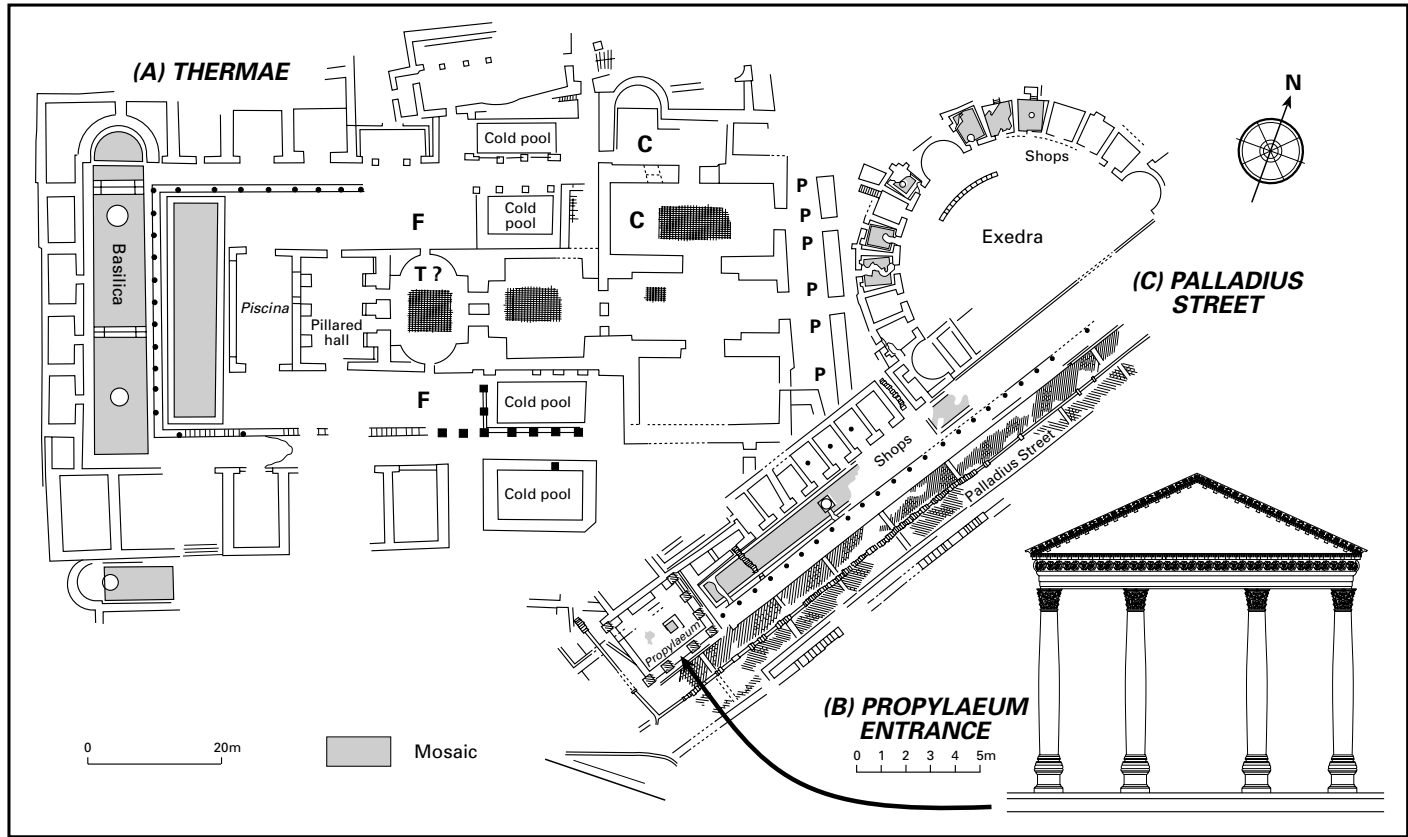 (A) THERMAE
Cold pool
C
Shops
N
Cold
pool
F
C
P
P
P
P
P
P
Exedra
Basilica
T ?
Piscina
Pillared
hall
(C) PALLADIUS
STREET
F
Cold pool
Shops
Palladius Street
Cold pool
Propylaeum
(B) PROPYLAEUM
ENTRANCE
0 20m
Mosaic
0 1 2 3 4 5m